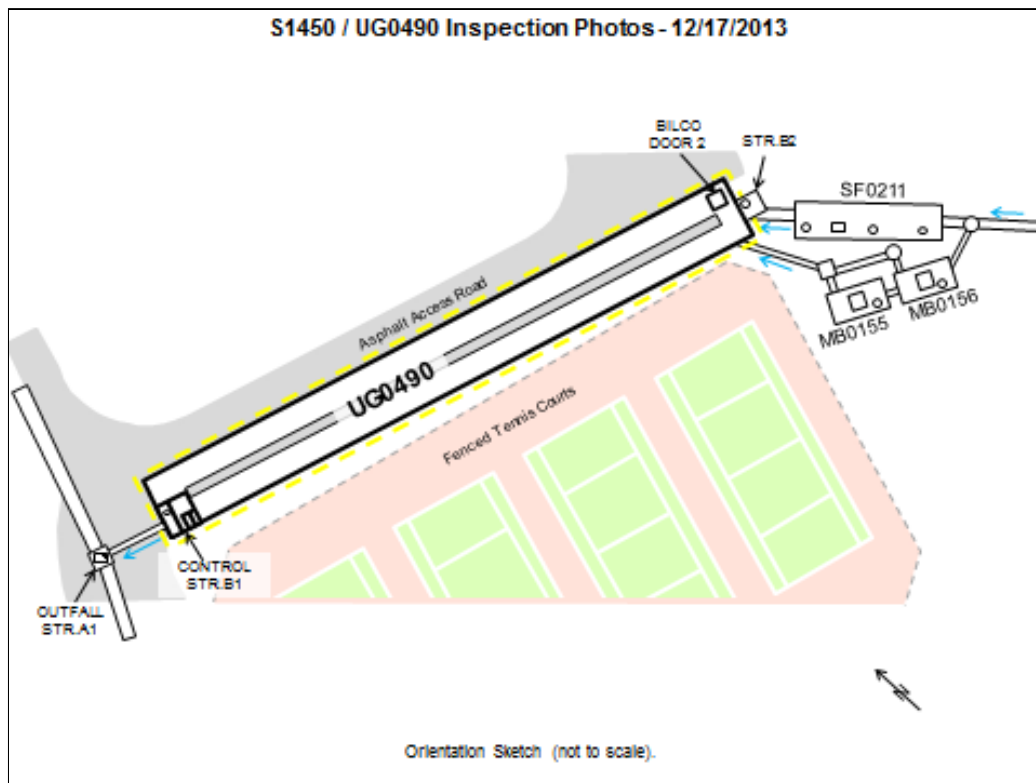 S1450 / UG0490 Inspection Photos - 12/17/2013
BILCO
DOOR 2
STR.B2
SF0211
MB0155
MB0156
Asphalt Access Road
UG0490
Fenced Tennis Courts
CONTROL
STR.B1
OUTFALL
STR.A1
N
Orientation Sketch (not to scale).